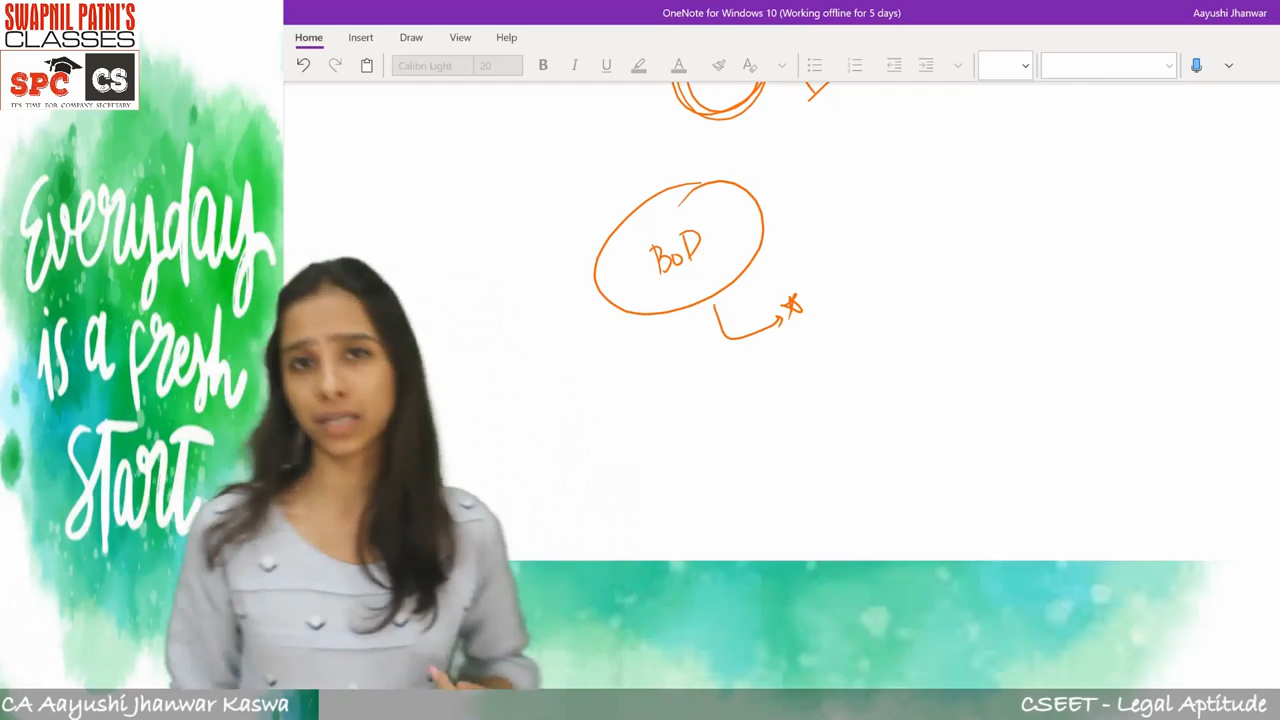 SWAPNIL PATNI'S
CLASSES
SPC CS
IT'S TIME FOR COMPANY SECRETARY
OneNote for Windows 10 (Working offline for 5 days)
Aayushi Jhanwar
Home Insert Draw View Help
Calibri Light 20
B I U A
Everyday
is a fresh
start
BOD
CA Aayushi Jhanwar Kaswa
CSEET - Legal Aptitude